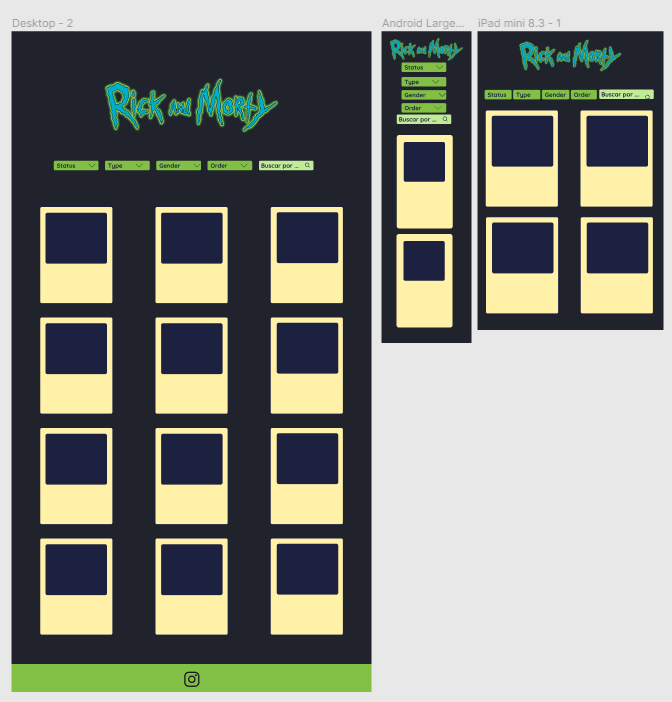 Desktop - 2
Rick and Morty
Status Type Gender Order Buscar por ...
Android Large...
Rick and Morty
Status
Type
Gender
Order
Buscar por ...
iPad mini 8.3 - 1
Rick and Morty
Status Type Gender Order Buscar por ...